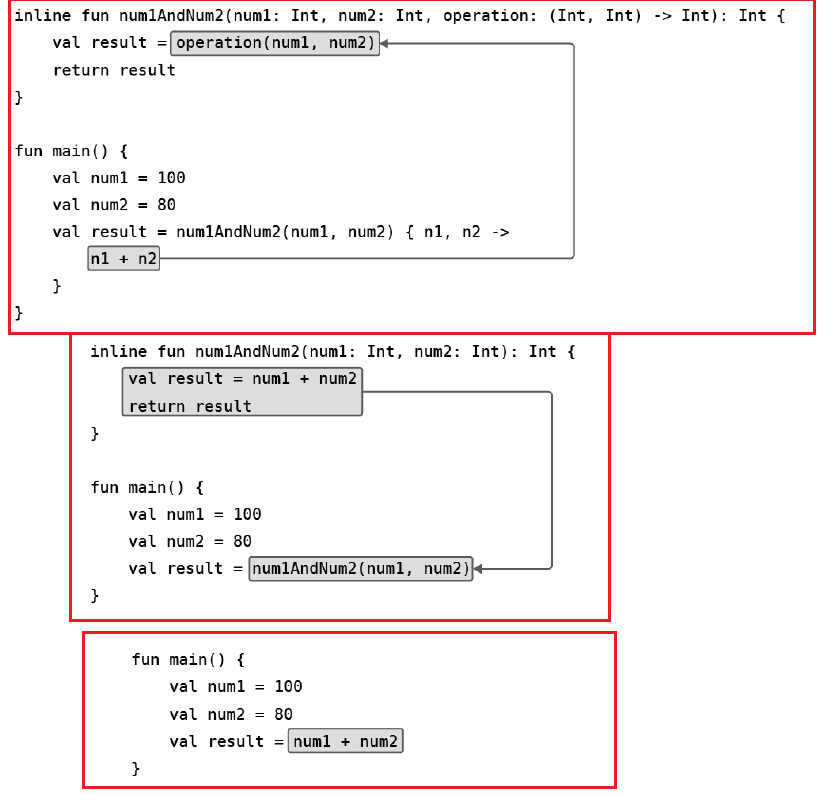 inline fun num1AndNum2(num1: Int, num2: Int, operation: (Int, Int) -> Int): Int {
    val result = operation(num1, num2)
    return result
}

fun main() {
    val num1 = 100
    val num2 = 80
    val result = num1AndNum2(num1, num2) { n1, n2 ->
        n1 + n2
    }
}
inline fun num1AndNum2(num1: Int, num2: Int): Int {
    val result = num1 + num2
    return result
}

fun main() {
    val num1 = 100
    val num2 = 80
    val result = num1AndNum2(num1, num2)
}
fun main() {
    val num1 = 100
    val num2 = 80
    val result = num1 + num2
}